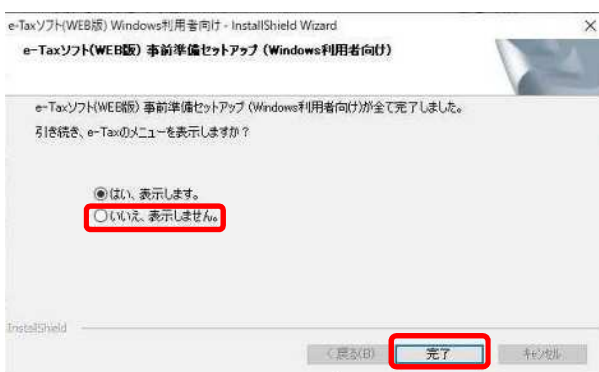 e-Taxソフト(WEB版) Windows利用者向け - InstallShield Wizard
e-Taxソフト(WEB版) 事前準備セットアップ (Windows利用者向け)
e-Taxソフト(WEB版) 事前準備セットアップ (Windows利用者向け)が全て完了しました。
引き続き、e-Taxのメニューを表示しますか？
はい、表示します。
いいえ、表示しません。
InstallShield
< 戻る(B)
完了
キャンセル